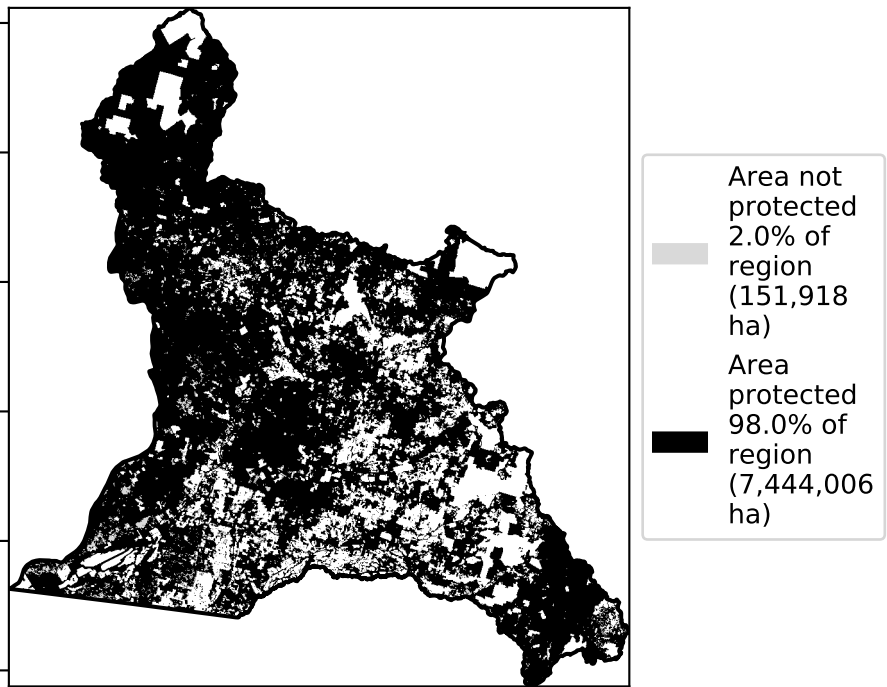 Area not
protected
2.0% of
region
(151,918
ha)
Area
protected
98.0% of
region
(7,444,006
ha)